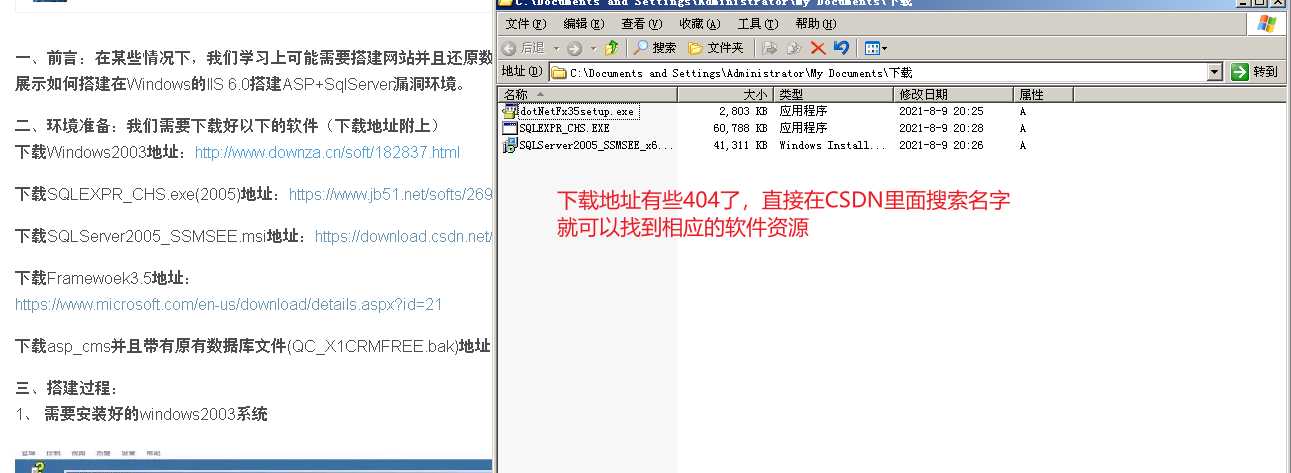 一、前言：在某些情况下，我们学习上可能需要搭建网站并且还原数
展示如何搭建在Windows的IIS 6.0搭建ASP+SqlServer漏洞环境。
二、环境准备：我们需要下载好以下的软件（下载地址附上）
下载Windows2003地址：http://www.downza.cn/soft/182837.html
下载SQLEXPR_CHS.exe(2005)地址：https://www.jb51.net/softs/269
下载SQLServer2005_SSMSEE.msi地址：https://download.csdn.net/
下载Framewoek3.5地址：
https://www.microsoft.com/en-us/download/details.aspx?id=21
下载asp_cms并且带有原有数据库文件(QC_X1CRMFREE.bak)地址
三、搭建过程：
1、 需要安装好的windows2003系统
C:\Documents and Settings\Administrator\My Documents\下载
文件(F) 编辑(E) 查看(V) 收藏(A) 工具(T) 帮助(H)
后退 搜索 文件夹
地址(D) C:\Documents and Settings\Administrator\My Documents\下载 转到
名称 大小 类型 修改日期 属性
dotNetFx35setup.exe 2,803 KB 应用程序 2021-8-9 20:25 A
SQLEXPR_CHS.EXE 60,788 KB 应用程序 2021-8-9 20:28 A
SQLServer2005_SSMSEE_x6... 41,311 KB Windows Install... 2021-8-9 20:26 A
下载地址有些404了，直接在CSDN里面搜索名字
就可以找到相应的软件资源